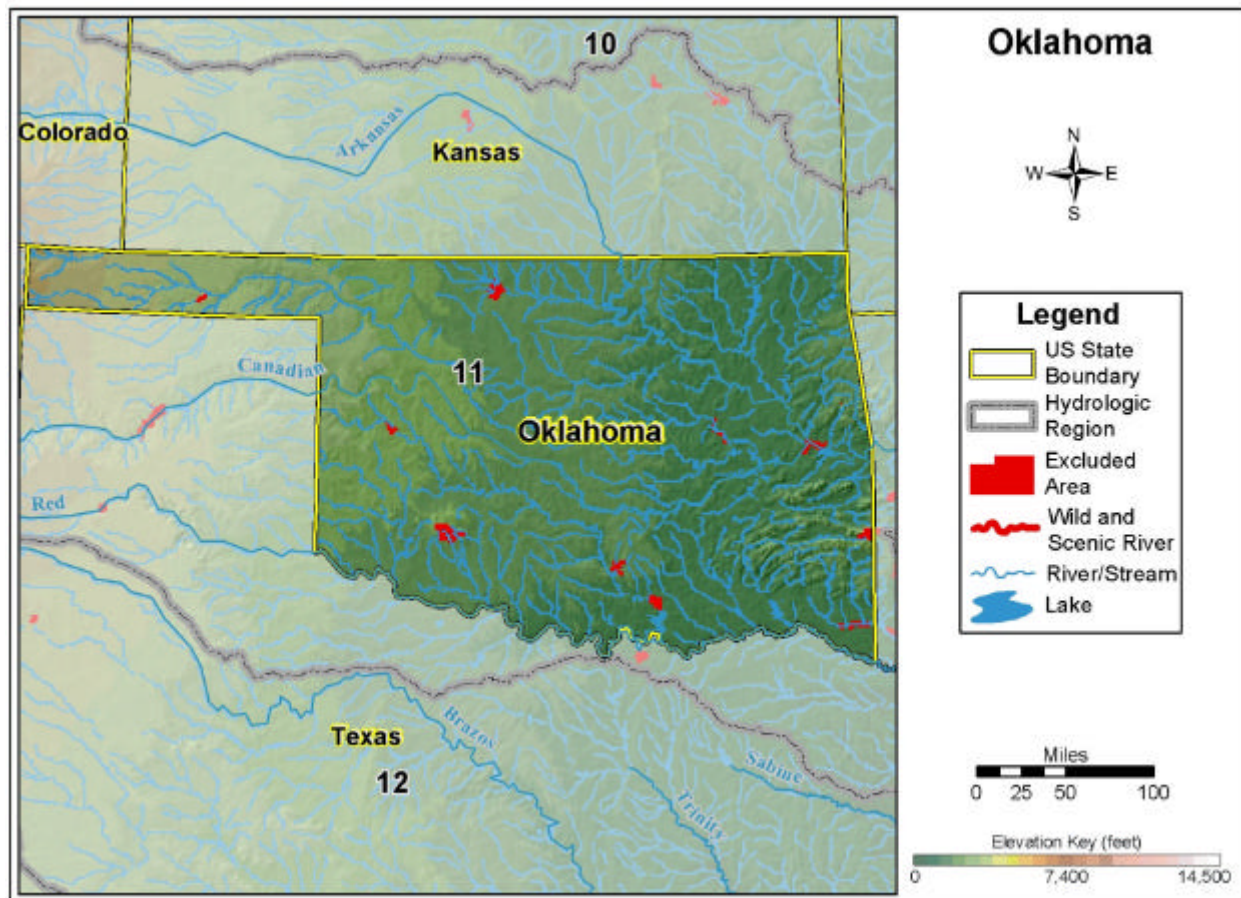 Oklahoma
10
Colorado
Arkansas
Kansas
N
W
E
S
Canadian
11
Oklahoma
Red
Texas
12
Brazos
Trinity
Sabine
Legend
US State
Boundary
Hydrologic
Region
Excluded
Area
Wild and
Scenic River
River/Stream
Lake
Miles
0 25 50 100
Elevation Key (feet)
0 7,400 14,500